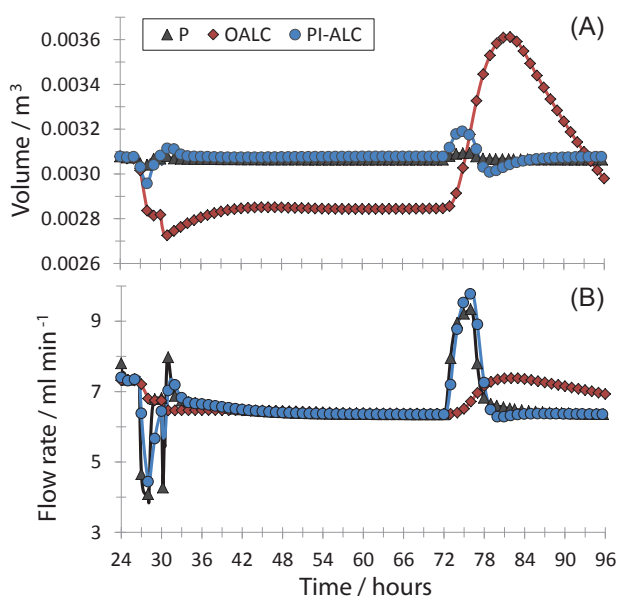 P OALC PI-ALC (A)
Volume / m³
0.0036
0.0034
0.0032
0.0030
0.0028
0.0026
(B)
Flow rate / ml min⁻¹
9
7
5
3
24 30 36 42 48 54 60 66 72 78 84 90 96
Time / hours